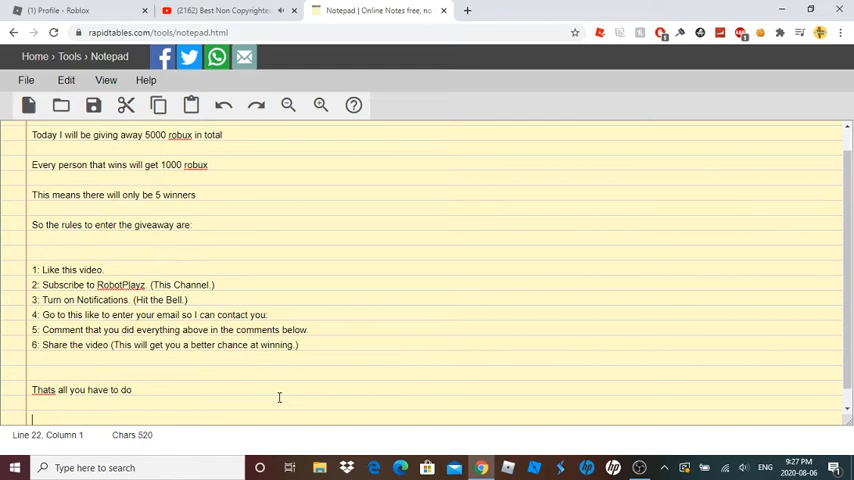 (1) Profile - Roblox
(2162) Best Non Copyrighte
Notepad | Online Notes free, no
rapidtables.com/tools/notepad.html
Home › Tools › Notepad
File Edit View Help
Today I will be giving away 5000 robux in total
Every person that wins will get 1000 robux
This means there will only be 5 winners
So the rules to enter the giveaway are:
1: Like this video.
2: Subscribe to RobotPlayz. (This Channel.)
3: Turn on Notifications. (Hit the Bell.)
4: Go to this like to enter your email so I can contact you:
5: Comment that you did everything above in the comments below.
6: Share the video (This will get you a better chance at winning.)
Thats all you have to do
Line 22, Column 1 Chars 520
Type here to search
ENG
9:27 PM
2020-08-06